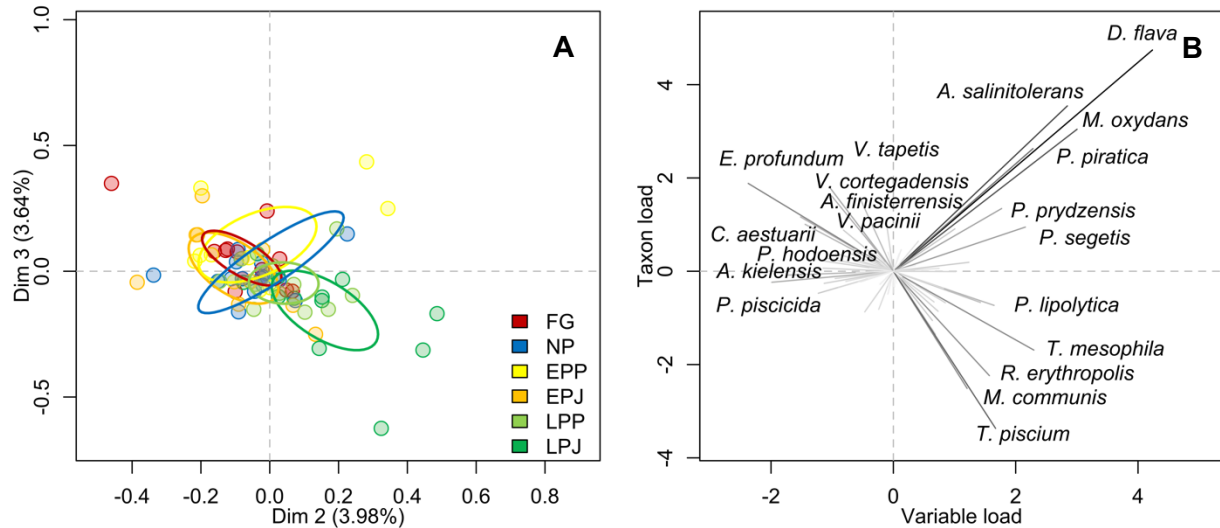 A
1.0
0.5
0.0
-0.5
Dim 3 (3.64%)
FG
NP
EPP
EPJ
LPP
LPJ
-0.4 -0.2 0.0 0.2 0.4 0.6 0.8
Dim 2 (3.98%)
B
4
2
0
-2
-4
Taxon load
D. flava
A. salinitolerans
M. oxydans
V. tapetis
P. piratica
E. profundum
V. cortegadensis
A. finisterrensis
P. prydzensis
V. pacinii
C. aestuarii
P. segetis
P. hodoensis
A. kielensis
P. piscicida
P. lipolytica
T. mesophila
R. erythropolis
M. communis
T. piscium
-2 0 2 4
Variable load